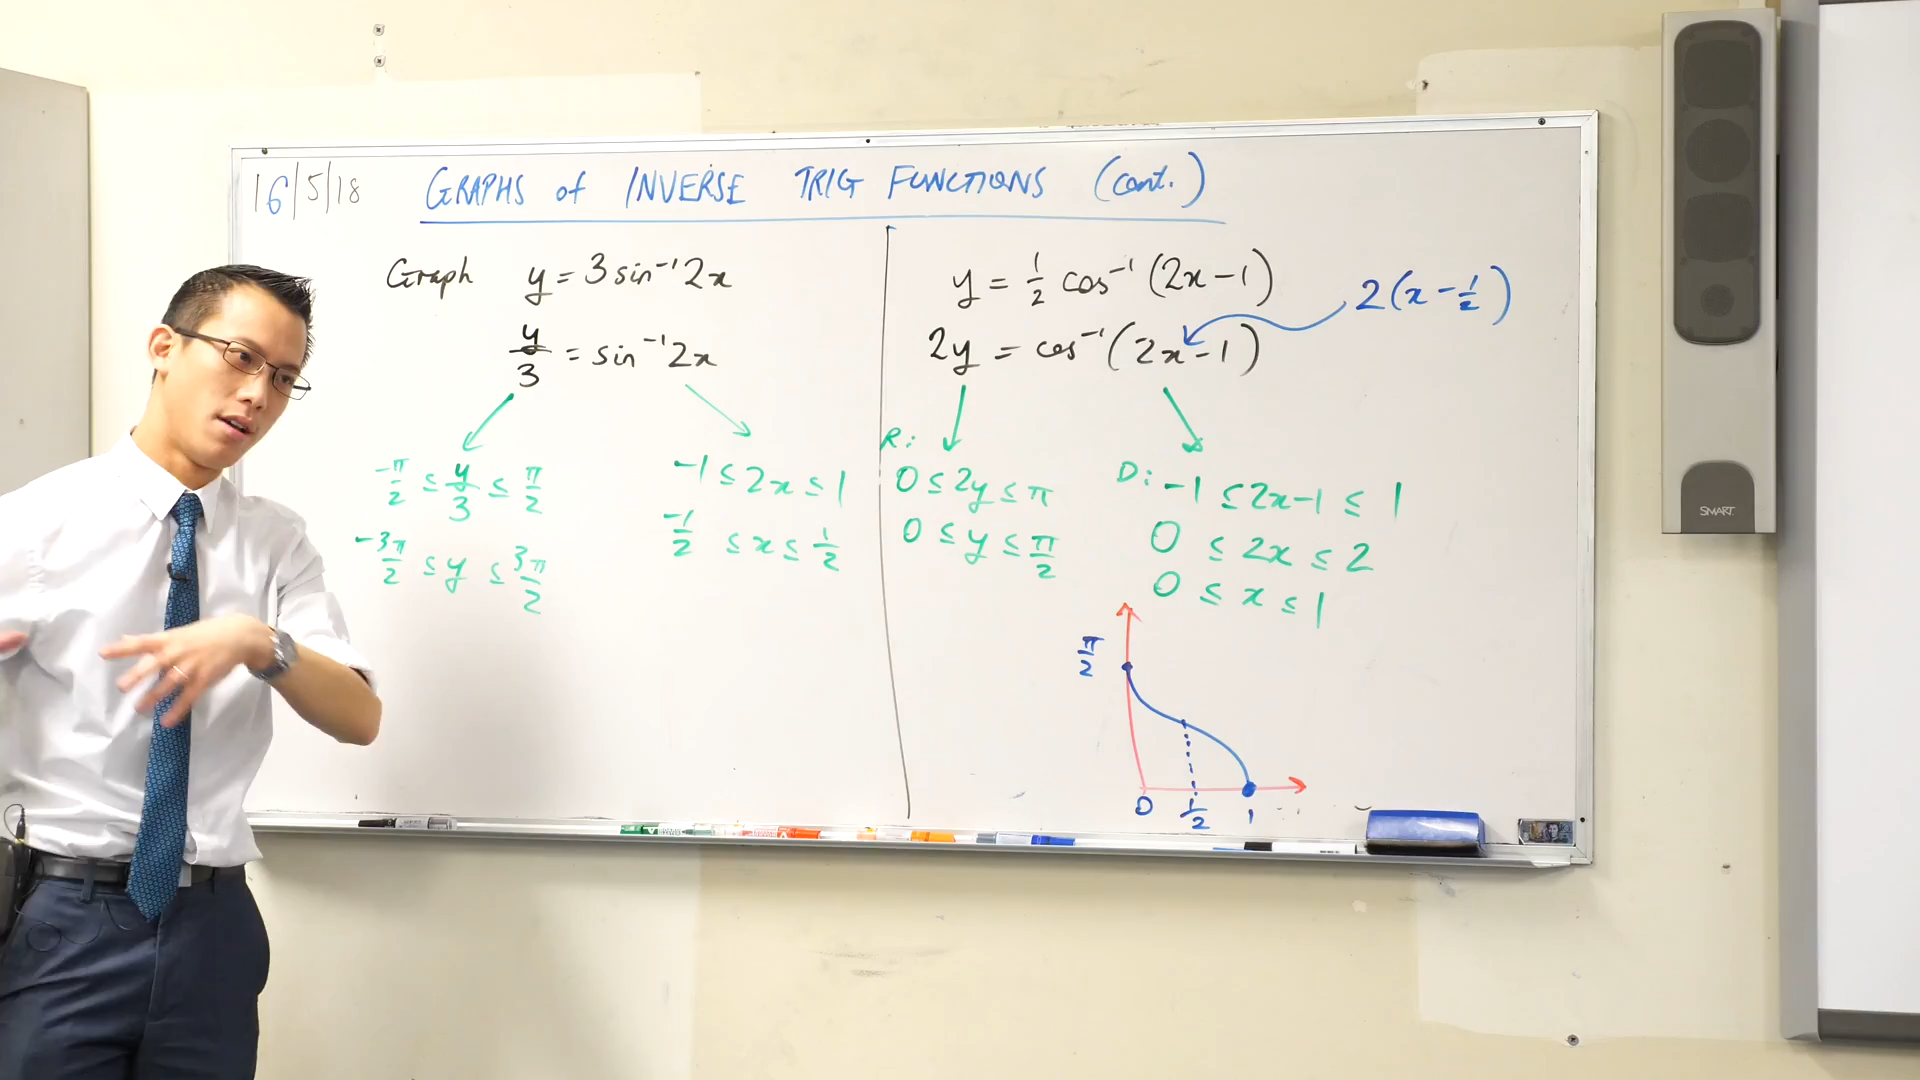 16/5/18 GRAPHS of INVERSE TRIG FUNCTIONS (cont.)
Graph y = 3 sin⁻¹ 2x
y/3 = sin⁻¹ 2x
-π/2 ≤ y/3 ≤ π/2
-3π/2 ≤ y ≤ 3π/2
-1 ≤ 2x ≤ 1
-1/2 ≤ x ≤ 1/2
y = 1/2 cos⁻¹ (2x - 1)
2(x - 1/2)
2y = cos⁻¹ (2x - 1)
R:
0 ≤ 2y ≤ π
0 ≤ y ≤ π/2
D: -1 ≤ 2x-1 ≤ 1
0 ≤ 2x ≤ 2
0 ≤ x ≤ 1
π/2
0 1/2 1
SMART